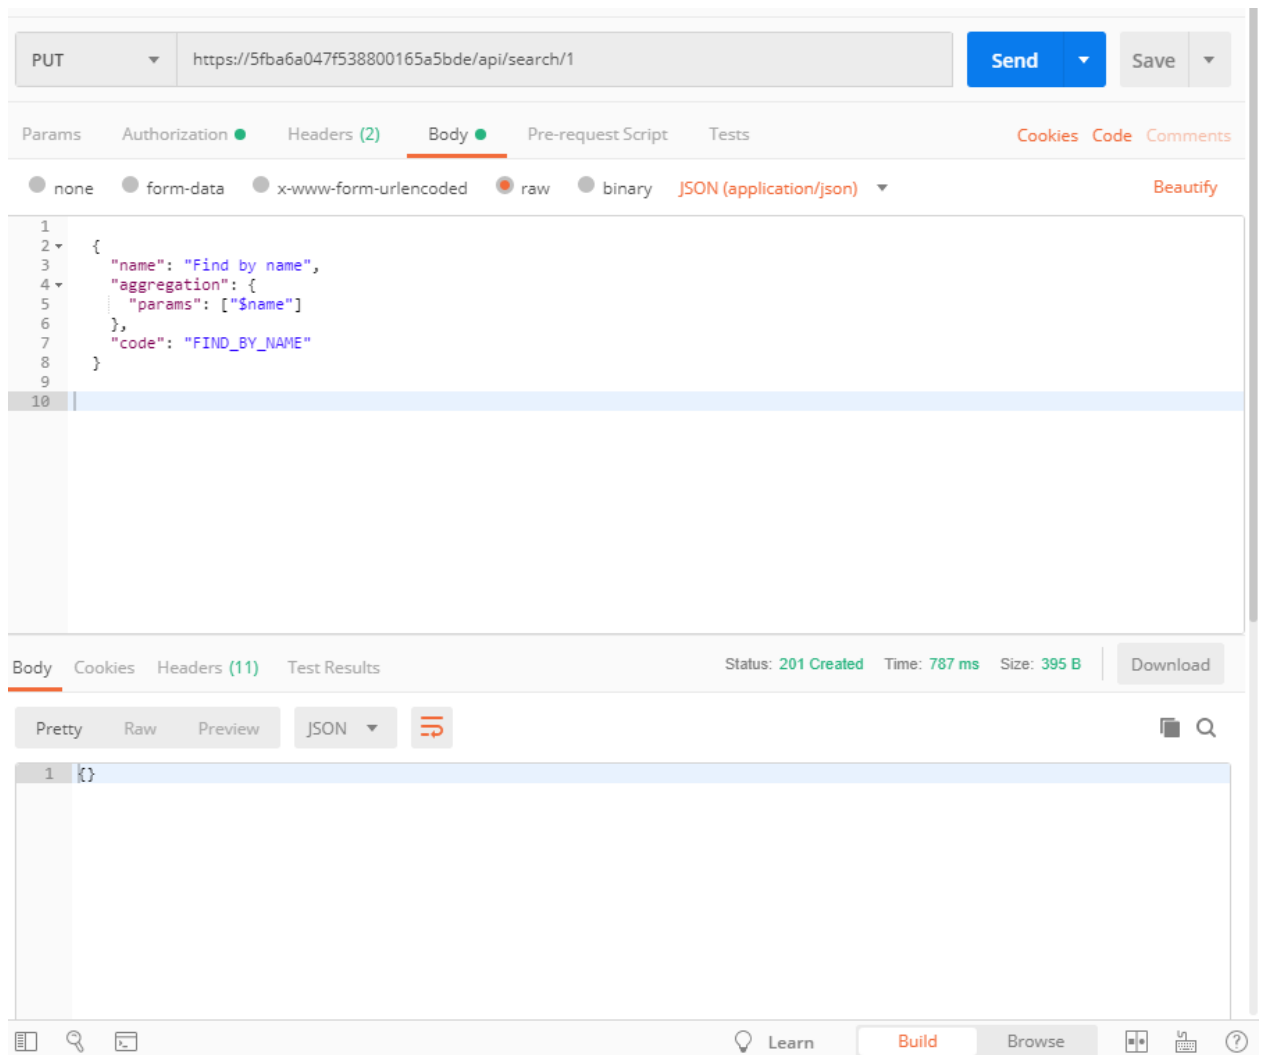 PUT https://5fba6a047f538800165a5bde/api/search/1 Send Save
Params Authorization Headers (2) Body Pre-request Script Tests Cookies Code Comments
none form-data x-www-form-urlencoded raw binary JSON (application/json) Beautify
1
2 {
3 "name": "Find by name",
4 "aggregation": {
5 "params": ["$name"]
6 },
7 "code": "FIND_BY_NAME"
8 }
9
10
Body Cookies Headers (11) Test Results Status: 201 Created Time: 787 ms Size: 395 B Download
Pretty Raw Preview JSON
1 {}
Learn Build Browse